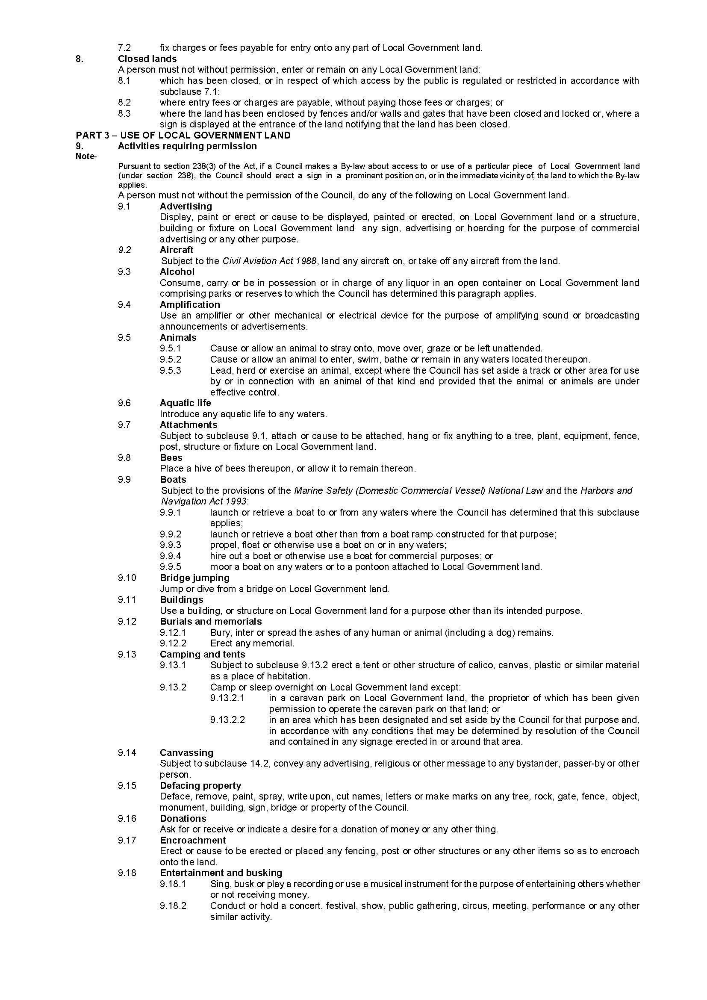 7.2 fix charges or fees payable for entry onto any part of Local Government land.
8. Closed lands
A person must not without permission, enter or remain on any Local Government land:
8.1 which has been closed, or in respect of which access by the public is regulated or restricted in accordance with
subclause 7.1;
8.2 where entry fees or charges are payable, without paying those fees or charges; or
8.3 where the land has been enclosed by fences and/or walls and gates that have been closed and locked or, where a
sign is displayed at the entrance of the land notifying that the land has been closed.
PART 3 – USE OF LOCAL GOVERNMENT LAND
9. Activities requiring permission
Note-
Pursuant to section 238(3) of the Act, if a Council makes a By-law about access to or use of a particular piece of Local Government land
(under section 238), the Council should erect a sign in a prominent position on, or in the immediate vicinity of, the land to which the By-law
applies.
A person must not without the permission of the Council, do any of the following on Local Government land.
9.1 Advertising
Display, paint or erect or cause to be displayed, painted or erected, on Local Government land or a structure,
building or fixture on Local Government land any sign, advertising or hoarding for the purpose of commercial
advertising or any other purpose.
9.2 Aircraft
Subject to the Civil Aviation Act 1988, land any aircraft on, or take off any aircraft from the land.
9.3 Alcohol
Consume, carry or be in possession or in charge of any liquor in an open container on Local Government land
comprising parks or reserves to which the Council has determined this paragraph applies.
9.4 Amplification
Use an amplifier or other mechanical or electrical device for the purpose of amplifying sound or broadcasting
announcements or advertisements.
9.5 Animals
9.5.1 Cause or allow an animal to stray onto, move over, graze or be left unattended.
9.5.2 Cause or allow an animal to enter, swim, bathe or remain in any waters located thereupon.
9.5.3 Lead, herd or exercise an animal, except where the Council has set aside a track or other area for use
by or in connection with an animal of that kind and provided that the animal or animals are under
effective control.
9.6 Aquatic life
Introduce any aquatic life to any waters.
9.7 Attachments
Subject to subclause 9.1, attach or cause to be attached, hang or fix anything to a tree, plant, equipment, fence,
post, structure or fixture on Local Government land.
9.8 Bees
Place a hive of bees thereupon, or allow it to remain thereon.
9.9 Boats
Subject to the provisions of the Marine Safety (Domestic Commercial Vessel) National Law and the Harbors and
Navigation Act 1993:
9.9.1 launch or retrieve a boat to or from any waters where the Council has determined that this subclause
applies;
9.9.2 launch or retrieve a boat other than from a boat ramp constructed for that purpose;
9.9.3 propel, float or otherwise use a boat on or in any waters;
9.9.4 hire out a boat or otherwise use a boat for commercial purposes; or
9.9.5 moor a boat on any waters or to a pontoon attached to Local Government land.
9.10 Bridge jumping
Jump or dive from a bridge on Local Government land.
9.11 Buildings
Use a building, or structure on Local Government land for a purpose other than its intended purpose.
9.12 Burials and memorials
9.12.1 Bury, inter or spread the ashes of any human or animal (including a dog) remains.
9.12.2 Erect any memorial.
9.13 Camping and tents
9.13.1 Subject to subclause 9.13.2 erect a tent or other structure of calico, canvas, plastic or similar material
as a place of habitation.
9.13.2 Camp or sleep overnight on Local Government land except:
9.13.2.1 in a caravan park on Local Government land, the proprietor of which has been given
permission to operate the caravan park on that land; or
9.13.2.2 in an area which has been designated and set aside by the Council for that purpose and,
in accordance with any conditions that may be determined by resolution of the Council
and contained in any signage erected in or around that area.
9.14 Canvassing
Subject to subclause 14.2, convey any advertising, religious or other message to any bystander, passer-by or other
person.
9.15 Defacing property
Deface, remove, paint, spray, write upon, cut names, letters or make marks on any tree, rock, gate, fence, object,
monument, building, sign, bridge or property of the Council.
9.16 Donations
Ask for or receive or indicate a desire for a donation of money or any other thing.
9.17 Encroachment
Erect or cause to be erected or placed any fencing, post or other structures or any other items so as to encroach
onto the land.
9.18 Entertainment and busking
9.18.1 Sing, busk or play a recording or use a musical instrument for the purpose of entertaining others whether
or not receiving money.
9.18.2 Conduct or hold a concert, festival, show, public gathering, circus, meeting, performance or any other
similar activity.